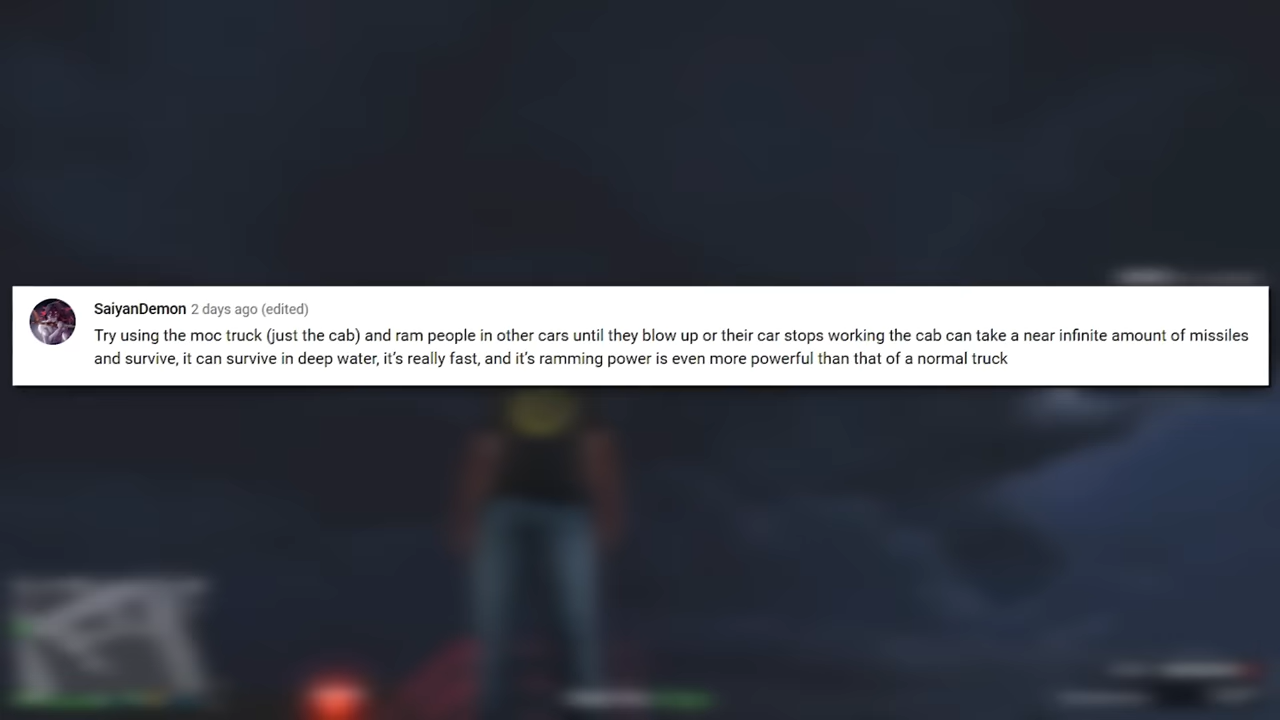 SaiyanDemon 2 days ago (edited)
Try using the moc truck (just the cab) and ram people in other cars until they blow up or their car stops working the cab can take a near infinite amount of missiles
and survive, it can survive in deep water, it’s really fast, and it’s ramming power is even more powerful than that of a normal truck